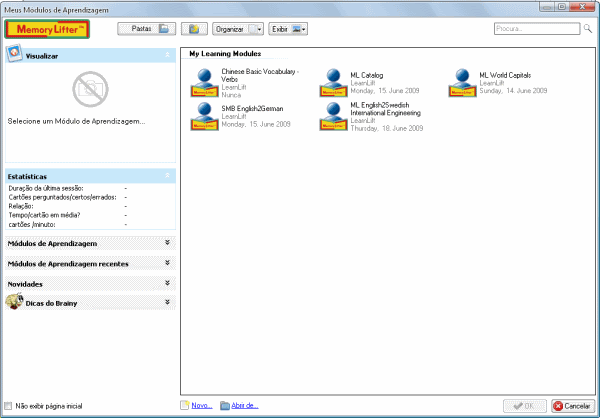 Meus Módulos de Aprendizagem
MemoryLifter™
Pastas
Organizar
Exibir
Procura...
Visualizar
Selecione um Módulo de Aprendizagem...
Estatísticas
Duração da última sessão: -
Cartões perguntados/certos/errados: -
Relação: -
Tempo/cartão em média? -
cartões /minuto: -
Módulos de Aprendizagem
Módulos de Aprendizagem recentes
Novidades
Dicas do Brainy
Não exibir página inicial
My Learning Modules
Chinese Basic Vocabulary -
Verbs
LearnLift
Nunca
ML Catalog
LearnLift
Monday, 15. June 2009
ML World Capitals
LearnLift
Sunday, 14. June 2009
SMB English2German
LearnLift
Monday, 15. June 2009
ML English2Swedish
International Engineering
LearnLift
Thursday, 18. June 2009
Novo...
Abrir de...
OK
Cancelar